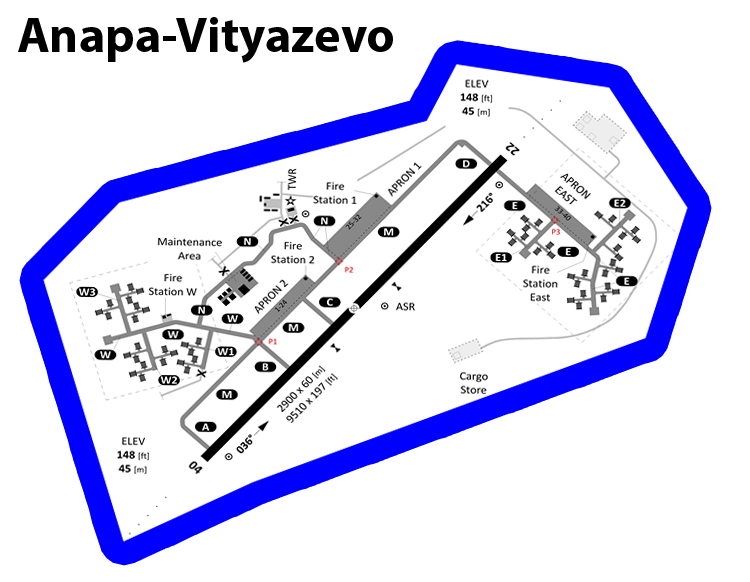 Anapa-Vityazevo
ELEV
148 [ft]
45 [m]
22
D
APRON 1
TWR
Fire
Station 1
216°
APRON
EAST
33-40
E2
E
25-32
N
M
P3
Maintenance
Area
N
Fire
Station 2
E1
E
P2
Fire
Station
East
E
Fire
Station W
W3
APRON 2
1-24
C
ASR
N
W
M
W
P1
W
W1
B
Cargo
Store
W2
M
2900 x 60 [m]
9510 x 197 [ft]
A
036°
ELEV
148 [ft]
45 [m]
04